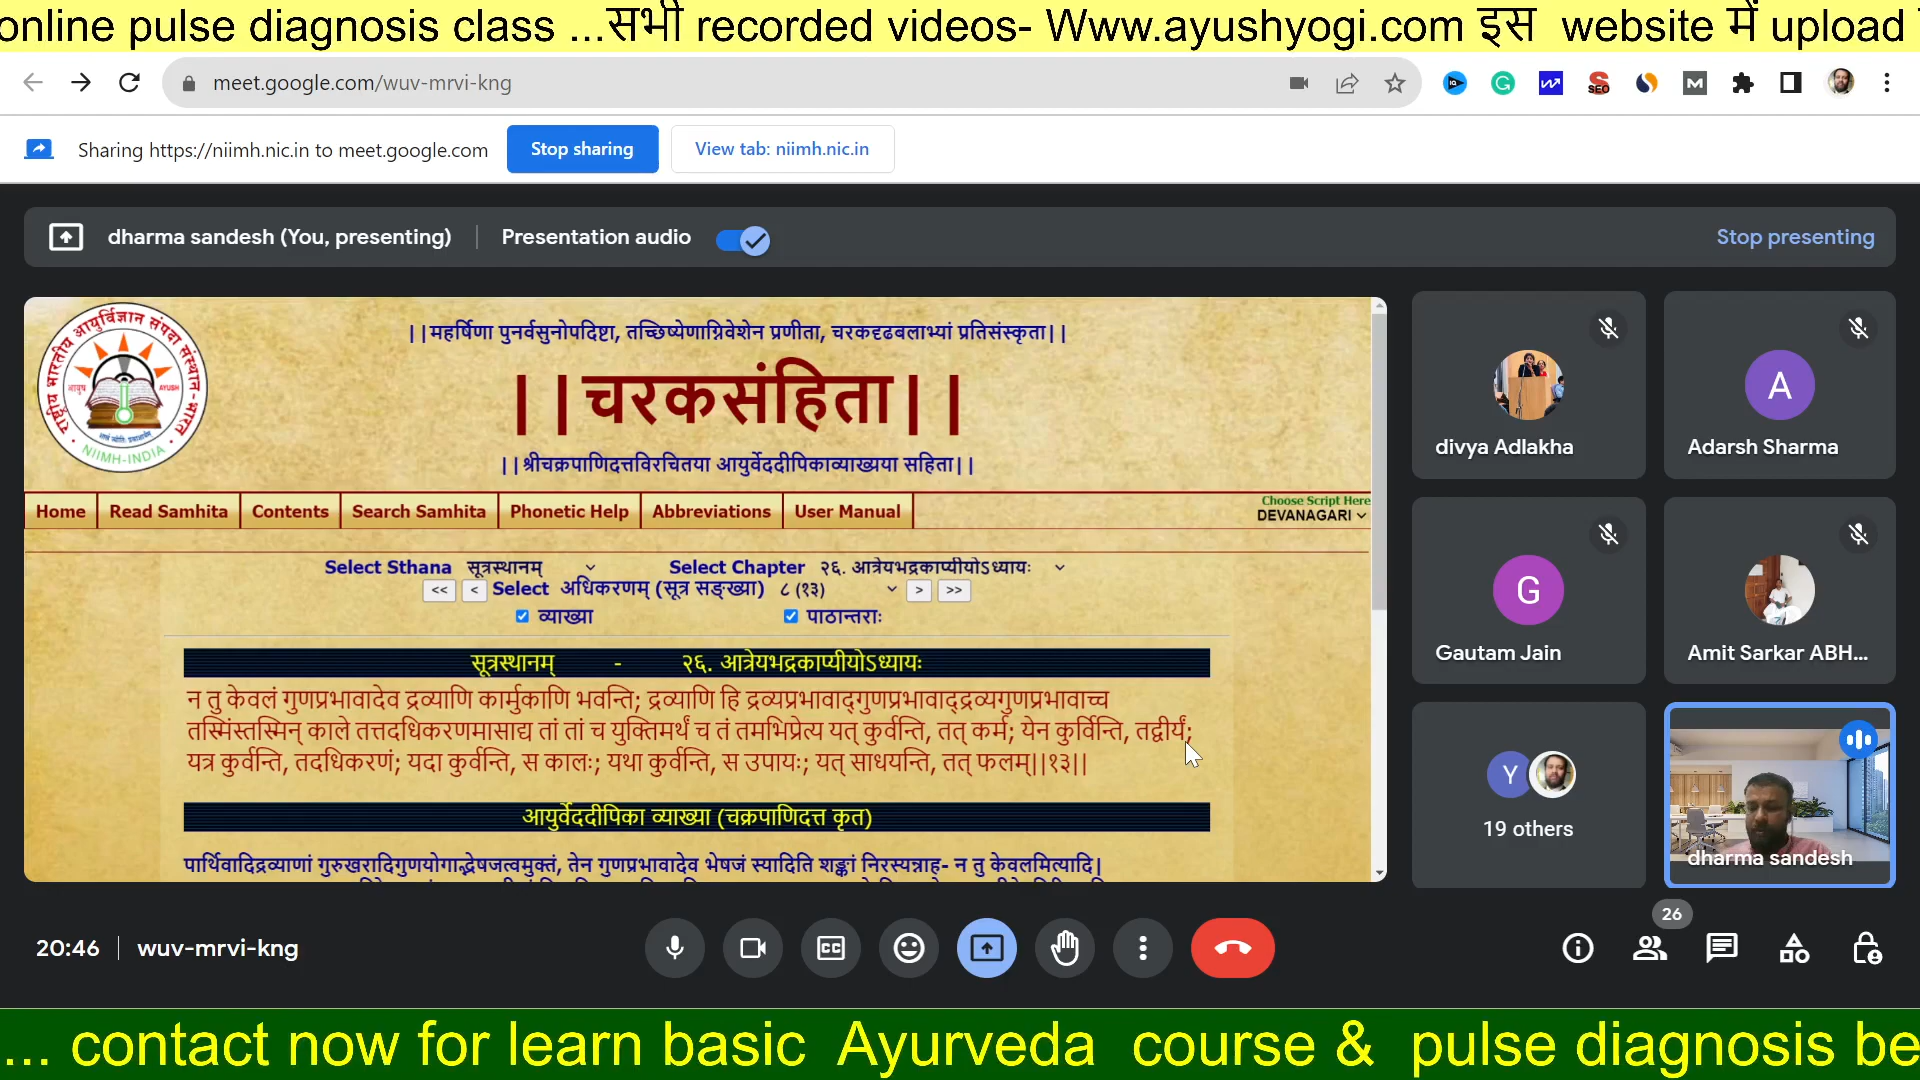 online pulse diagnosis class ...सभी recorded videos- Www.ayushyogi.com इस website में upload
meet.google.com/wuv-mrvi-kng
Sharing https://niimh.nic.in to meet.google.com
Stop sharing
View tab: niimh.nic.in
dharma sandesh (You, presenting)
Presentation audio
Stop presenting
राष्ट्रीय भारतीय आयुर्विज्ञान संपदा संस्थान-भारत
AYUSH
NIIMH-INDIA
||महर्षिणा पुनर्वसुनोपदिष्टा, तच्छिष्येणाग्निवेशेन प्रणीता, चरकदृढबलाभ्यां प्रतिसंस्कृता||
||चरकसंहिता||
||श्रीचक्रपाणिदत्तविरचितया आयुर्वेददीपिकाव्याख्यया सहिता||
Home
Read Samhita
Contents
Search Samhita
Phonetic Help
Abbreviations
User Manual
Choose Script Here
DEVANAGARI
Select Sthana सूत्रस्थानम्
Select Chapter २६. आत्रेयभद्रकाप्यीयोऽध्यायः
<< < Select अधिकरणम् (सूत्र सङ्ख्या) ८ (१३) > >>
व्याख्या
पाठान्तराः
सूत्रस्थानम् - २६. आत्रेयभद्रकाप्यीयोऽध्यायः
न तु केवलं गुणप्रभावादेव द्रव्याणि कार्मुकाणि भवन्ति; द्रव्याणि हि द्रव्यप्रभावाद्गुणप्रभावाद्द्रव्यगुणप्रभावाच्च
तस्मिंस्तस्मिन् काले तत्तदधिकरणमासाद्य तां तां च युक्तिमर्थं च तं तमभिप्रेत्य यत् कुर्वन्ति, तत् कर्म; येन कुर्विन्ति, तद्वीर्यं;
यत्र कुर्वन्ति, तदधिकरणं; यदा कुर्वन्ति, स कालः; यथा कुर्वन्ति, स उपायः; यत् साधयन्ति, तत् फलम्||१३||
आयुर्वेददीपिका व्याख्या (चक्रपाणिदत्त कृत)
पार्थिवादिद्रव्याणां गुरुखरादिगुणयोगाद्भेषजत्वमुक्तं, तेन गुणप्रभावादेव भेषजं स्यादिति शङ्कां निरस्यन्नाह- न तु केवलमित्यादि|
divya Adlakha
A
Adarsh Sharma
G
Gautam Jain
Amit Sarkar ABH...
Y
19 others
dharma sandesh
20:46
wuv-mrvi-kng
CC
26
... contact now for learn basic Ayurveda course & pulse diagnosis be